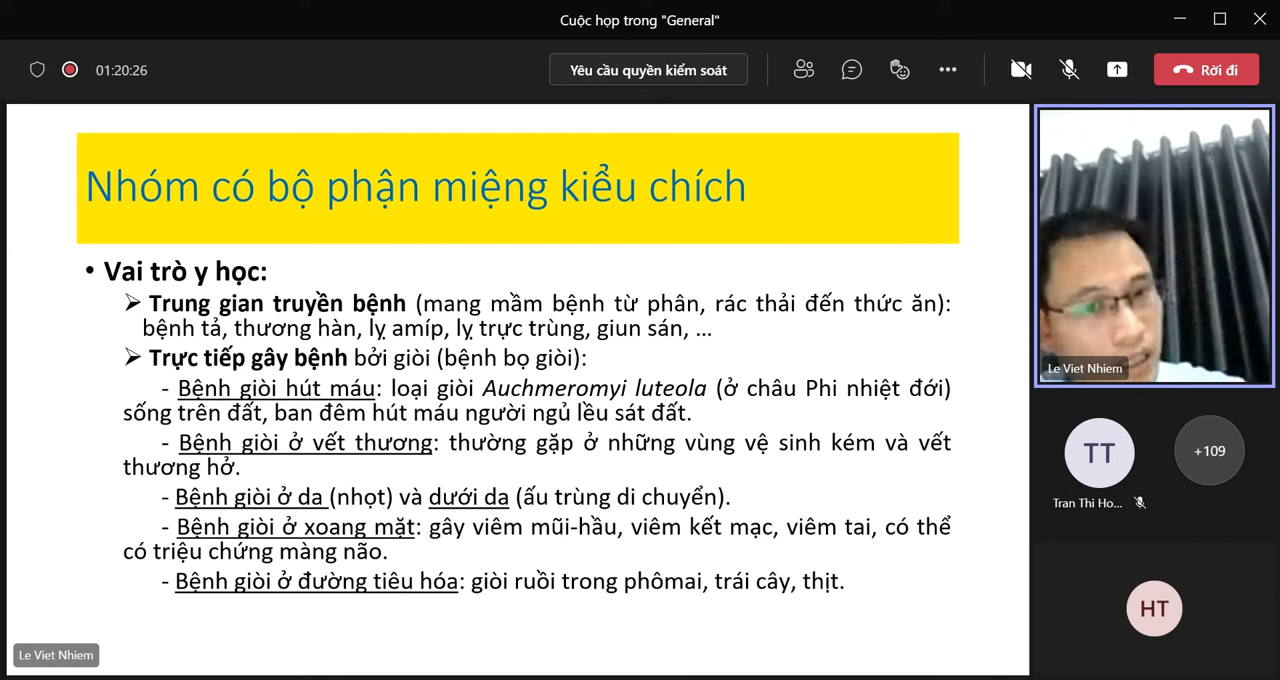 Cuộc họp trong "General"
01:20:26
Yêu cầu quyền kiểm soát
Rời đi
Nhóm có bộ phận miệng kiểu chích
• Vai trò y học:
➢ Trung gian truyền bệnh (mang mầm bệnh từ phân, rác thải đến thức ăn):
bệnh tả, thương hàn, lỵ amíp, lỵ trực trùng, giun sán, ...
➢ Trực tiếp gây bệnh bởi giòi (bệnh bọ giòi):
- Bệnh giòi hút máu: loại giòi Auchmeromyi luteola (ở châu Phi nhiệt đới)
sống trên đất, ban đêm hút máu người ngủ lều sát đất.
- Bệnh giòi ở vết thương: thường gặp ở những vùng vệ sinh kém và vết
thương hở.
- Bệnh giòi ở da (nhọt) và dưới da (ấu trùng di chuyển).
- Bệnh giòi ở xoang mặt: gây viêm mũi-hầu, viêm kết mạc, viêm tai, có thể
có triệu chứng màng não.
- Bệnh giòi ở đường tiêu hóa: giòi ruồi trong phômai, trái cây, thịt.
Le Viet Nhiem
Le Viet Nhiem
TT
+109
Tran Thi Ho...
HT